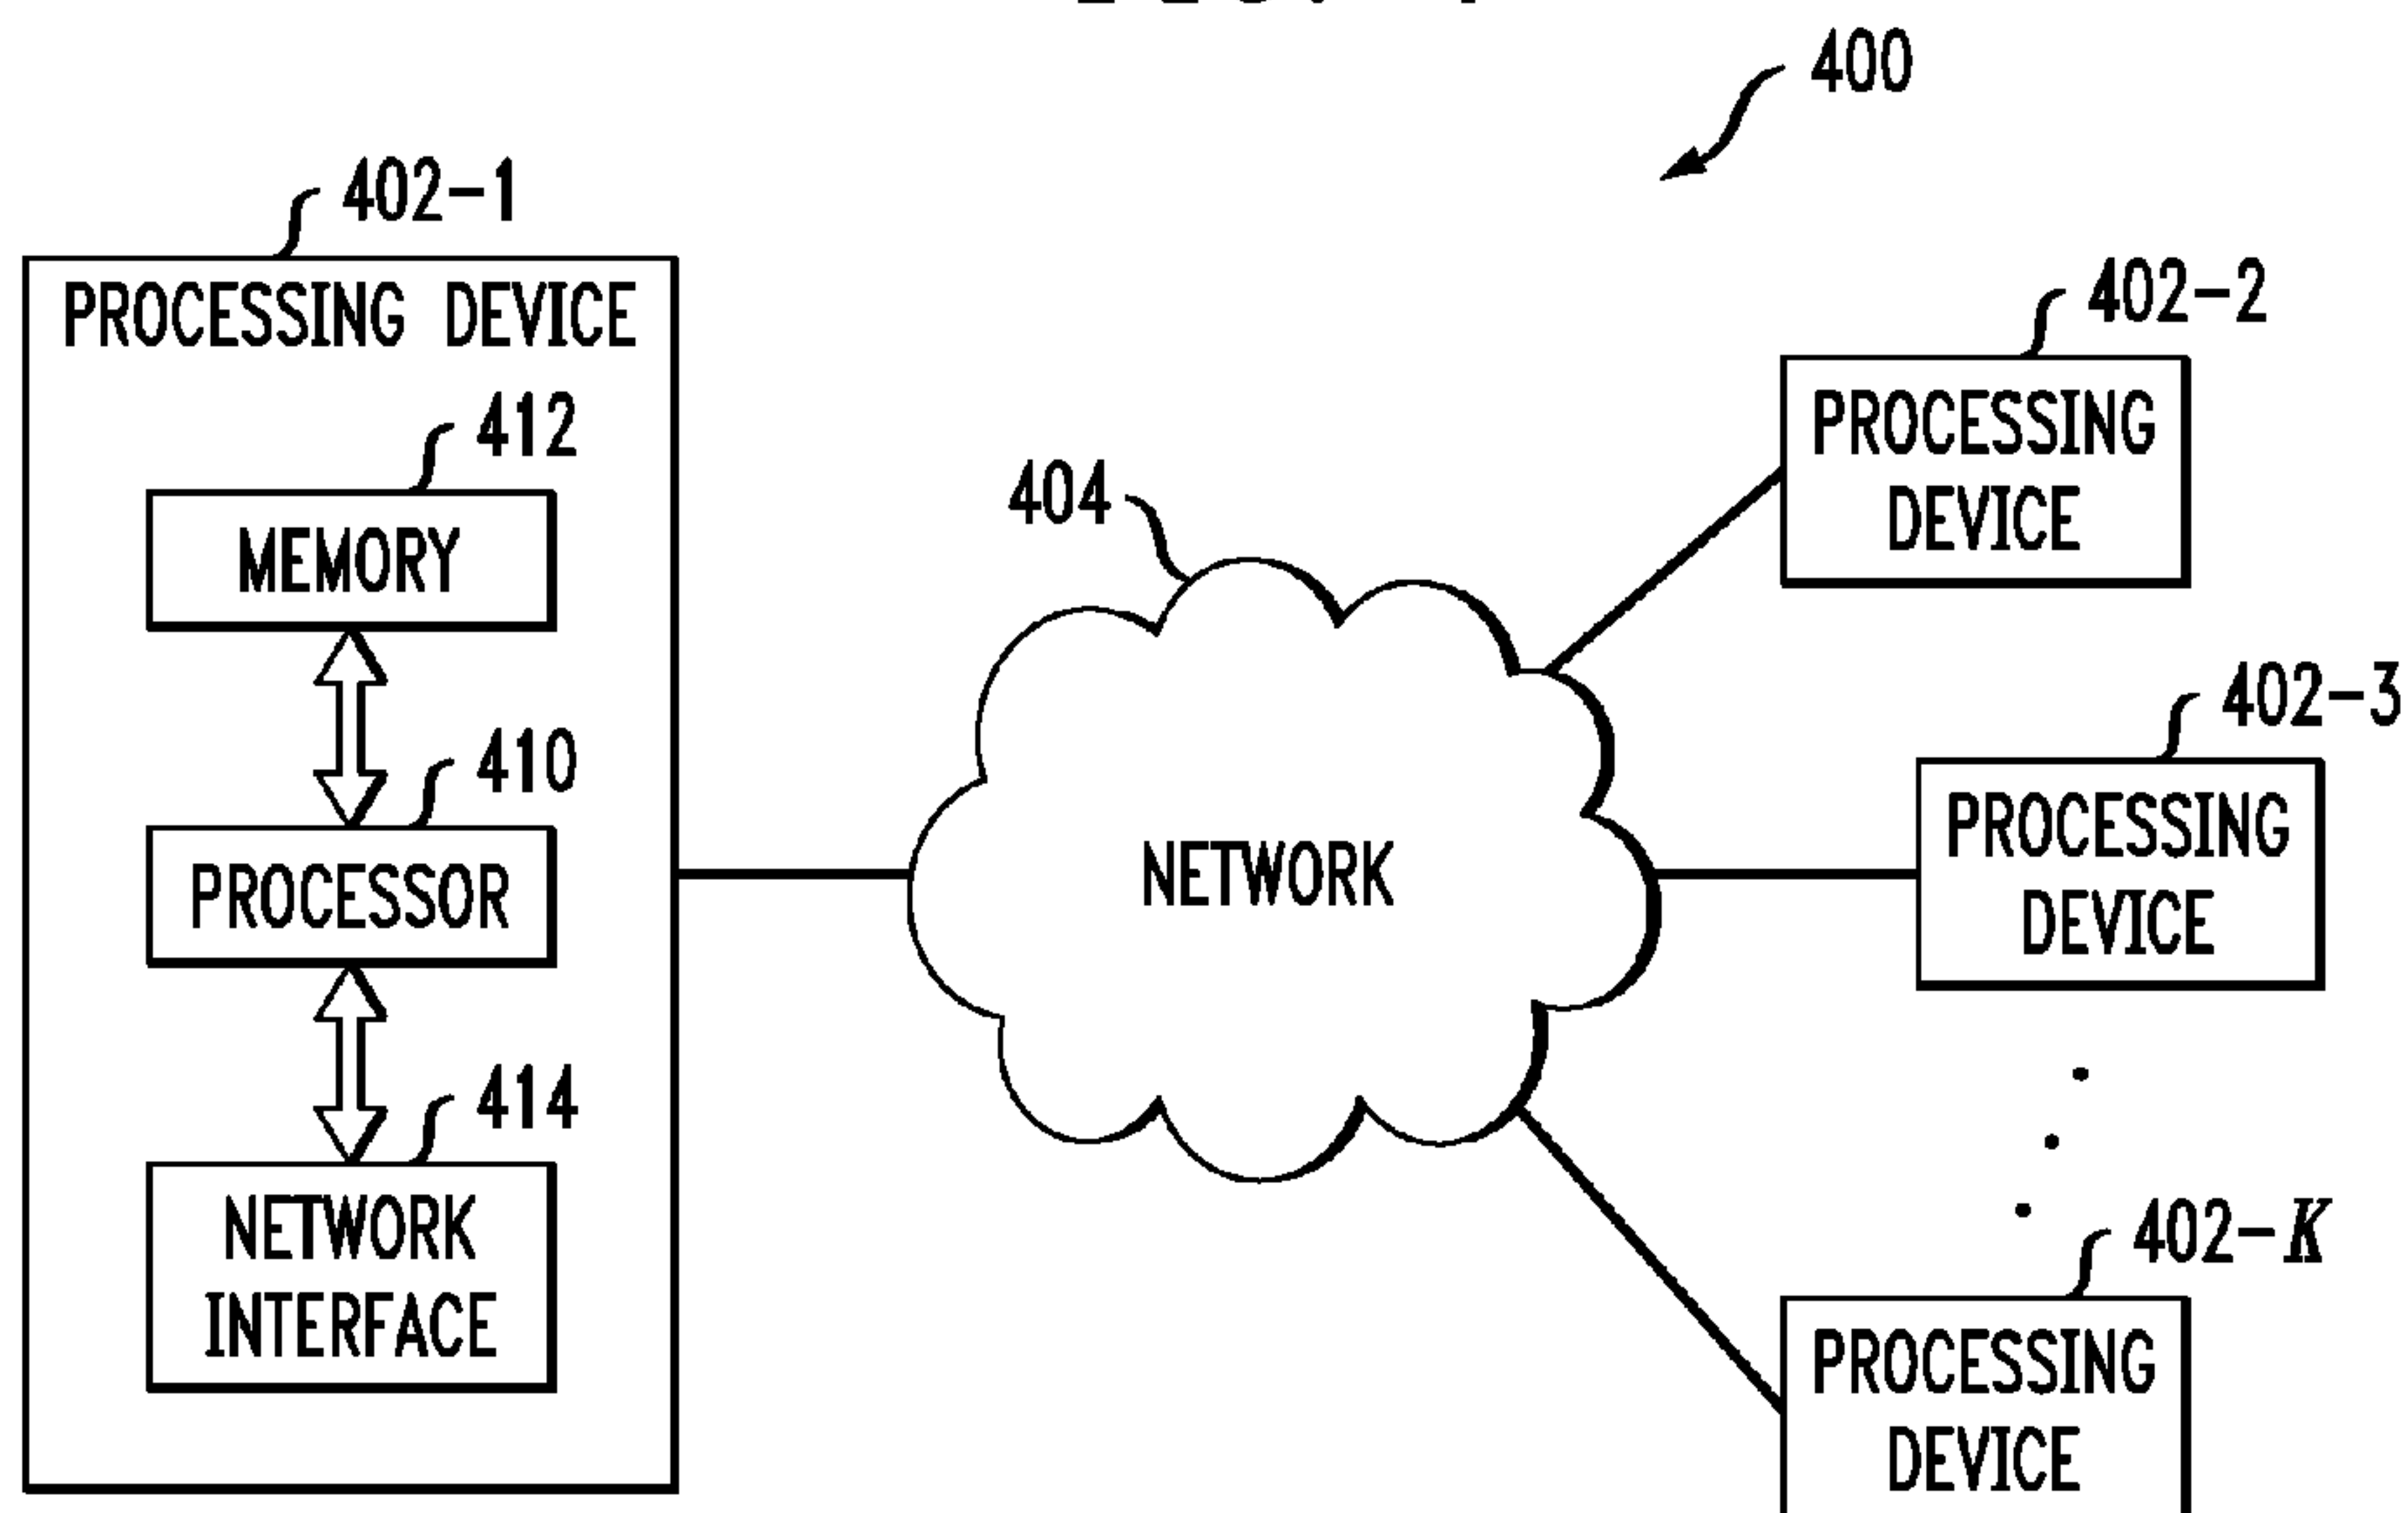 400
402-1
PROCESSING DEVICE
412
MEMORY
410
PROCESSOR
414
NETWORK
INTERFACE
404
NETWORK
402-2
PROCESSING
DEVICE
402-3
PROCESSING
DEVICE
402-K
PROCESSING
DEVICE